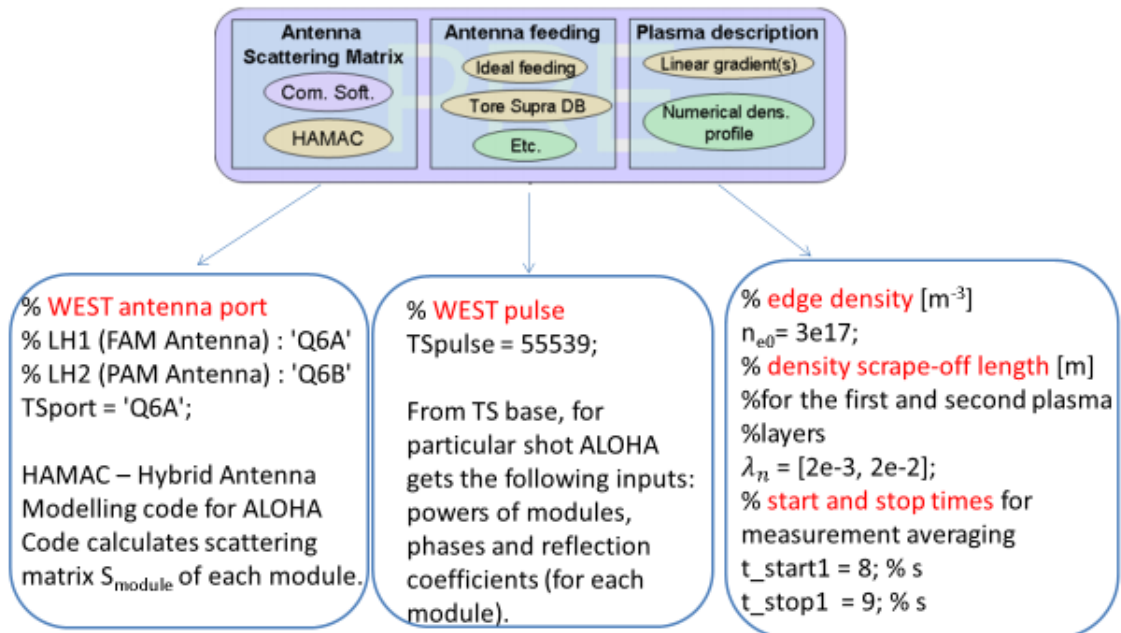 Antenna
Scattering Matrix
Com. Soft.
HAMAC
Antenna feeding
Ideal feeding
Tore Supra DB
Etc.
Plasma description
Linear gradient(s)
Numerical dens.
profile
PRE
% WEST antenna port
% LH1 (FAM Antenna) : 'Q6A'
% LH2 (PAM Antenna) : 'Q6B'
TSport = 'Q6A';
HAMAC – Hybrid Antenna
Modelling code for ALOHA
Code calculates scattering
matrix Smodule of each module.
% WEST pulse
TSpulse = 55539;
From TS base, for
particular shot ALOHA
gets the following inputs:
powers of modules,
phases and reflection
coefficients (for each
module).
% edge density [m⁻³]
nₑ₀= 3e17;
% density scrape-off length [m]
%for the first and second plasma
%layers
λₙ = [2e-3, 2e-2];
% start and stop times for
measurement averaging
t_start1 = 8; % s
t_stop1 = 9; % s